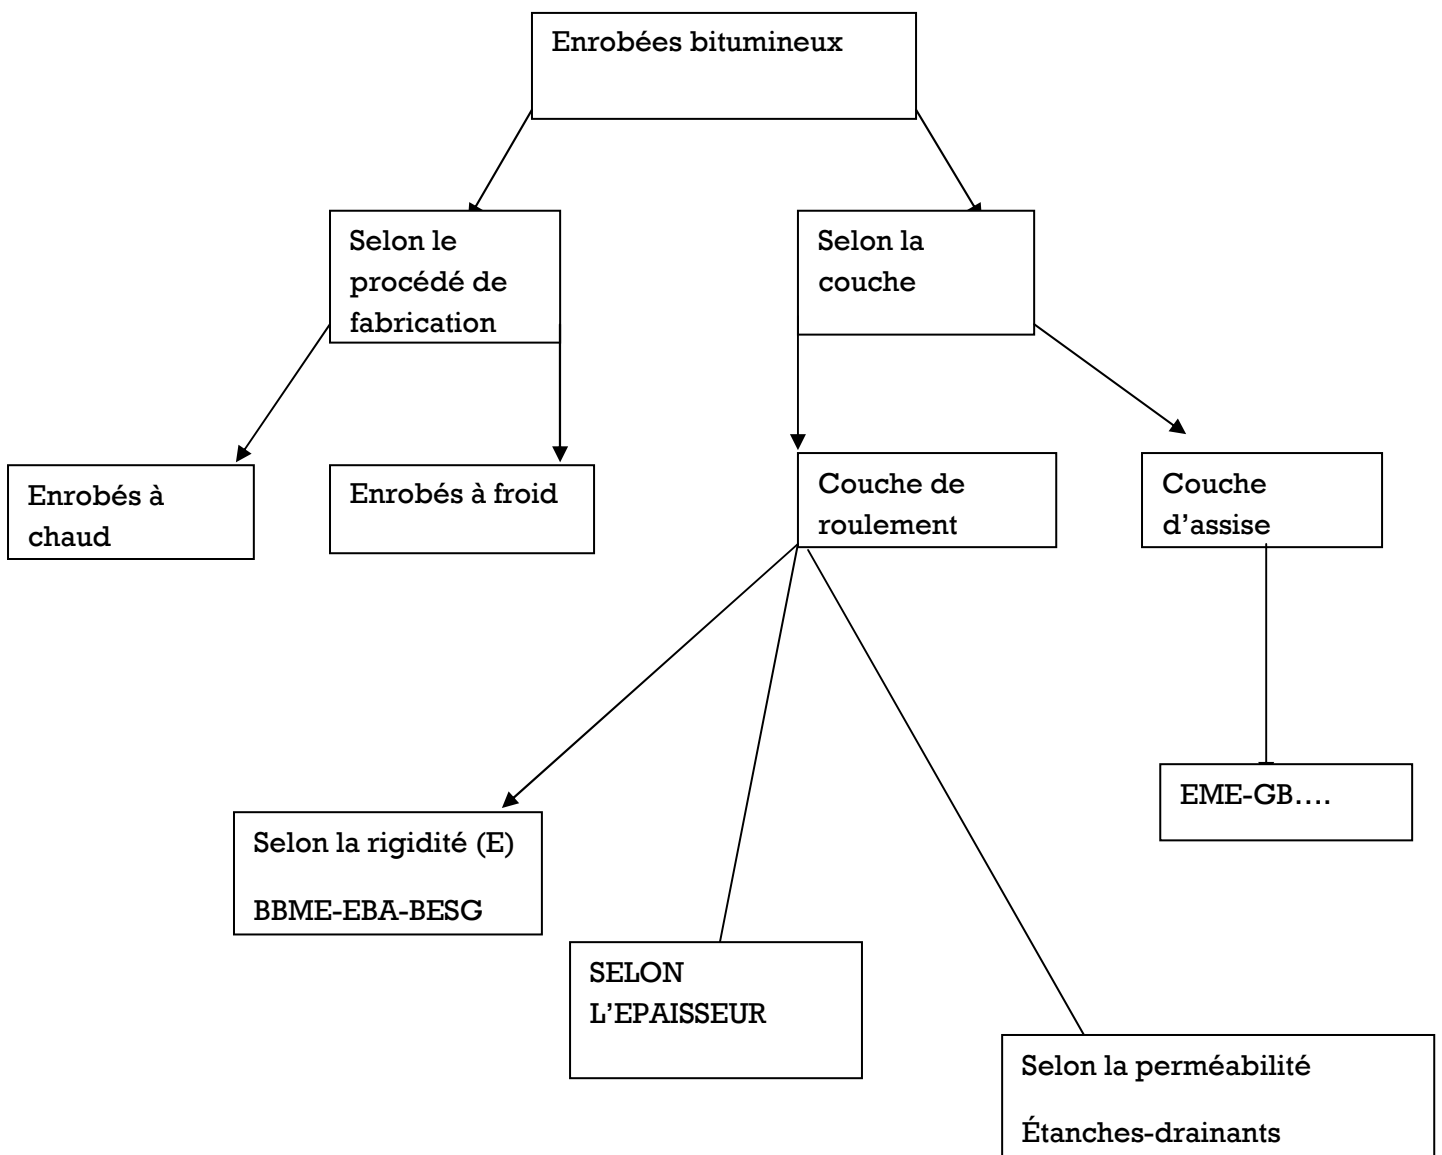 Enrobées bitumineux
Selon le
procédé de
fabrication
Selon la
couche
Enrobés à
chaud
Enrobés à froid
Couche de
roulement
Couche
d’assise
EME-GB....
Selon la rigidité (E)
BBME-EBA-BESG
SELON
L’EPAISSEUR
Selon la perméabilité
Étanches-drainants